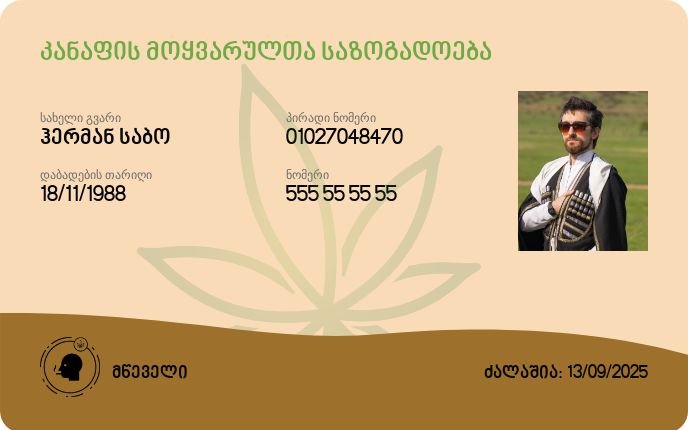 კანაფის მოყვარულთა საზოგადოება
სახელი გვარი
ჰერმან საბო
პირადი ნომერი
01027048470
დაბადების თარიღი
18/11/1988
ნომერი
555 55 55 55
მწეველი
ძალაშია: 13/09/2025